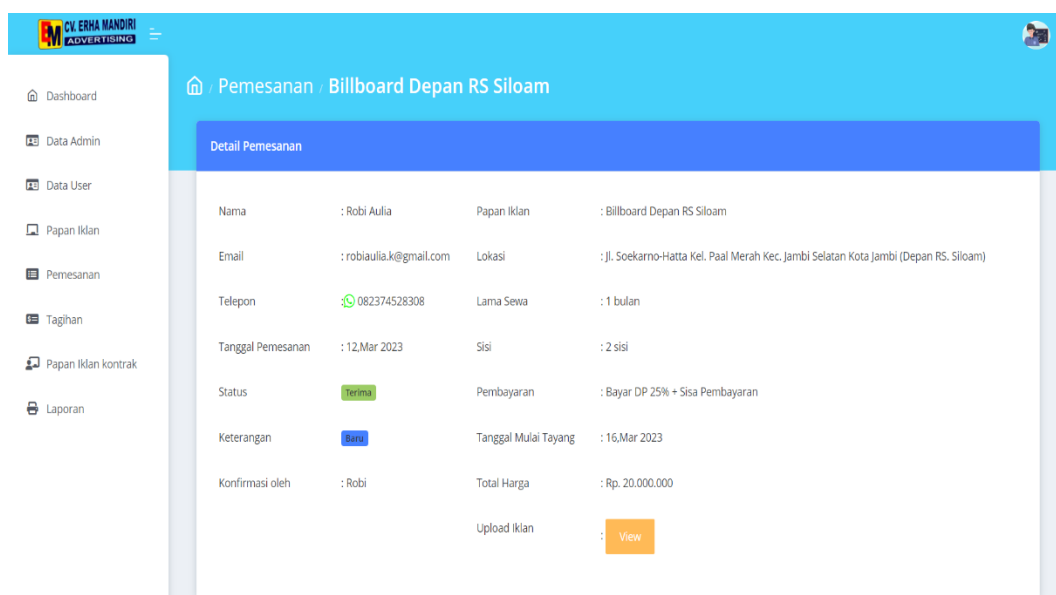 CV. ERHA MANDIRI
EM ADVERTISING
Dashboard
Data Admin
Data User
Papan Iklan
Pemesanan
Tagihan
Papan Iklan kontrak
Laporan
/ Pemesanan / Billboard Depan RS Siloam
Detail Pemesanan
Nama : Robi Aulia Papan Iklan : Billboard Depan RS Siloam
Email : robiaulia.k@gmail.com Lokasi : Jl. Soekarno-Hatta Kel. Paal Merah Kec. Jambi Selatan Kota Jambi (Depan RS. Siloam)
Telepon : 082374528308 Lama Sewa : 1 bulan
Tanggal Pemesanan : 12,Mar 2023 Sisi : 2 sisi
Status Terima Pembayaran : Bayar DP 25% + Sisa Pembayaran
Keterangan Baru Tanggal Mulai Tayang : 16,Mar 2023
Konfirmasi oleh : Robi Total Harga : Rp. 20.000.000
Upload Iklan : View